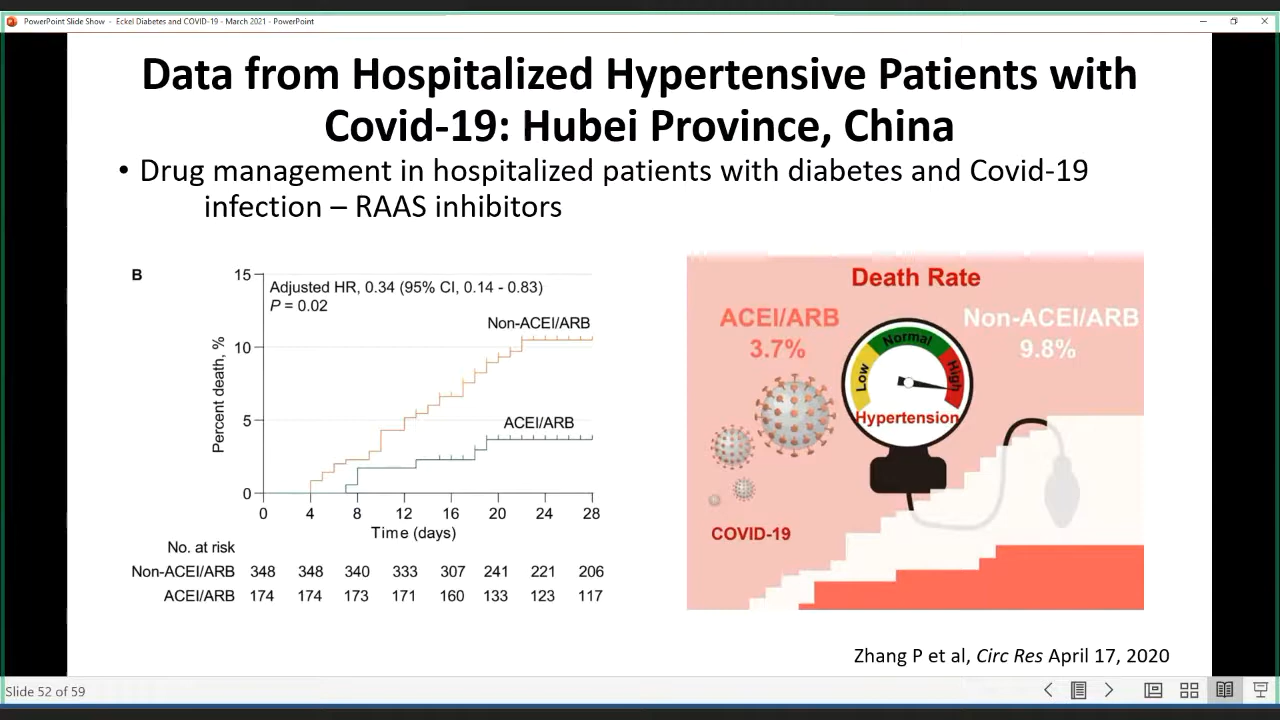 PowerPoint Slide Show - Eckel Diabetes and COVID-19 - March 2021 - PowerPoint
Data from Hospitalized Hypertensive Patients with
Covid-19: Hubei Province, China
• Drug management in hospitalized patients with diabetes and Covid-19
infection – RAAS inhibitors
B
Percent death, %
15
10
5
0
Adjusted HR, 0.34 (95% CI, 0.14 - 0.83)
P = 0.02
Non-ACEI/ARB
ACEI/ARB
0 4 8 12 16 20 24 28
Time (days)
No. at risk
Non-ACEI/ARB 348 348 340 333 307 241 221 206
ACEI/ARB 174 174 173 171 160 133 123 117
Death Rate
ACEI/ARB
3.7%
Non-ACEI/ARB
9.8%
Low Normal High
Hypertension
COVID-19
Zhang P et al, Circ Res April 17, 2020
Slide 52 of 59